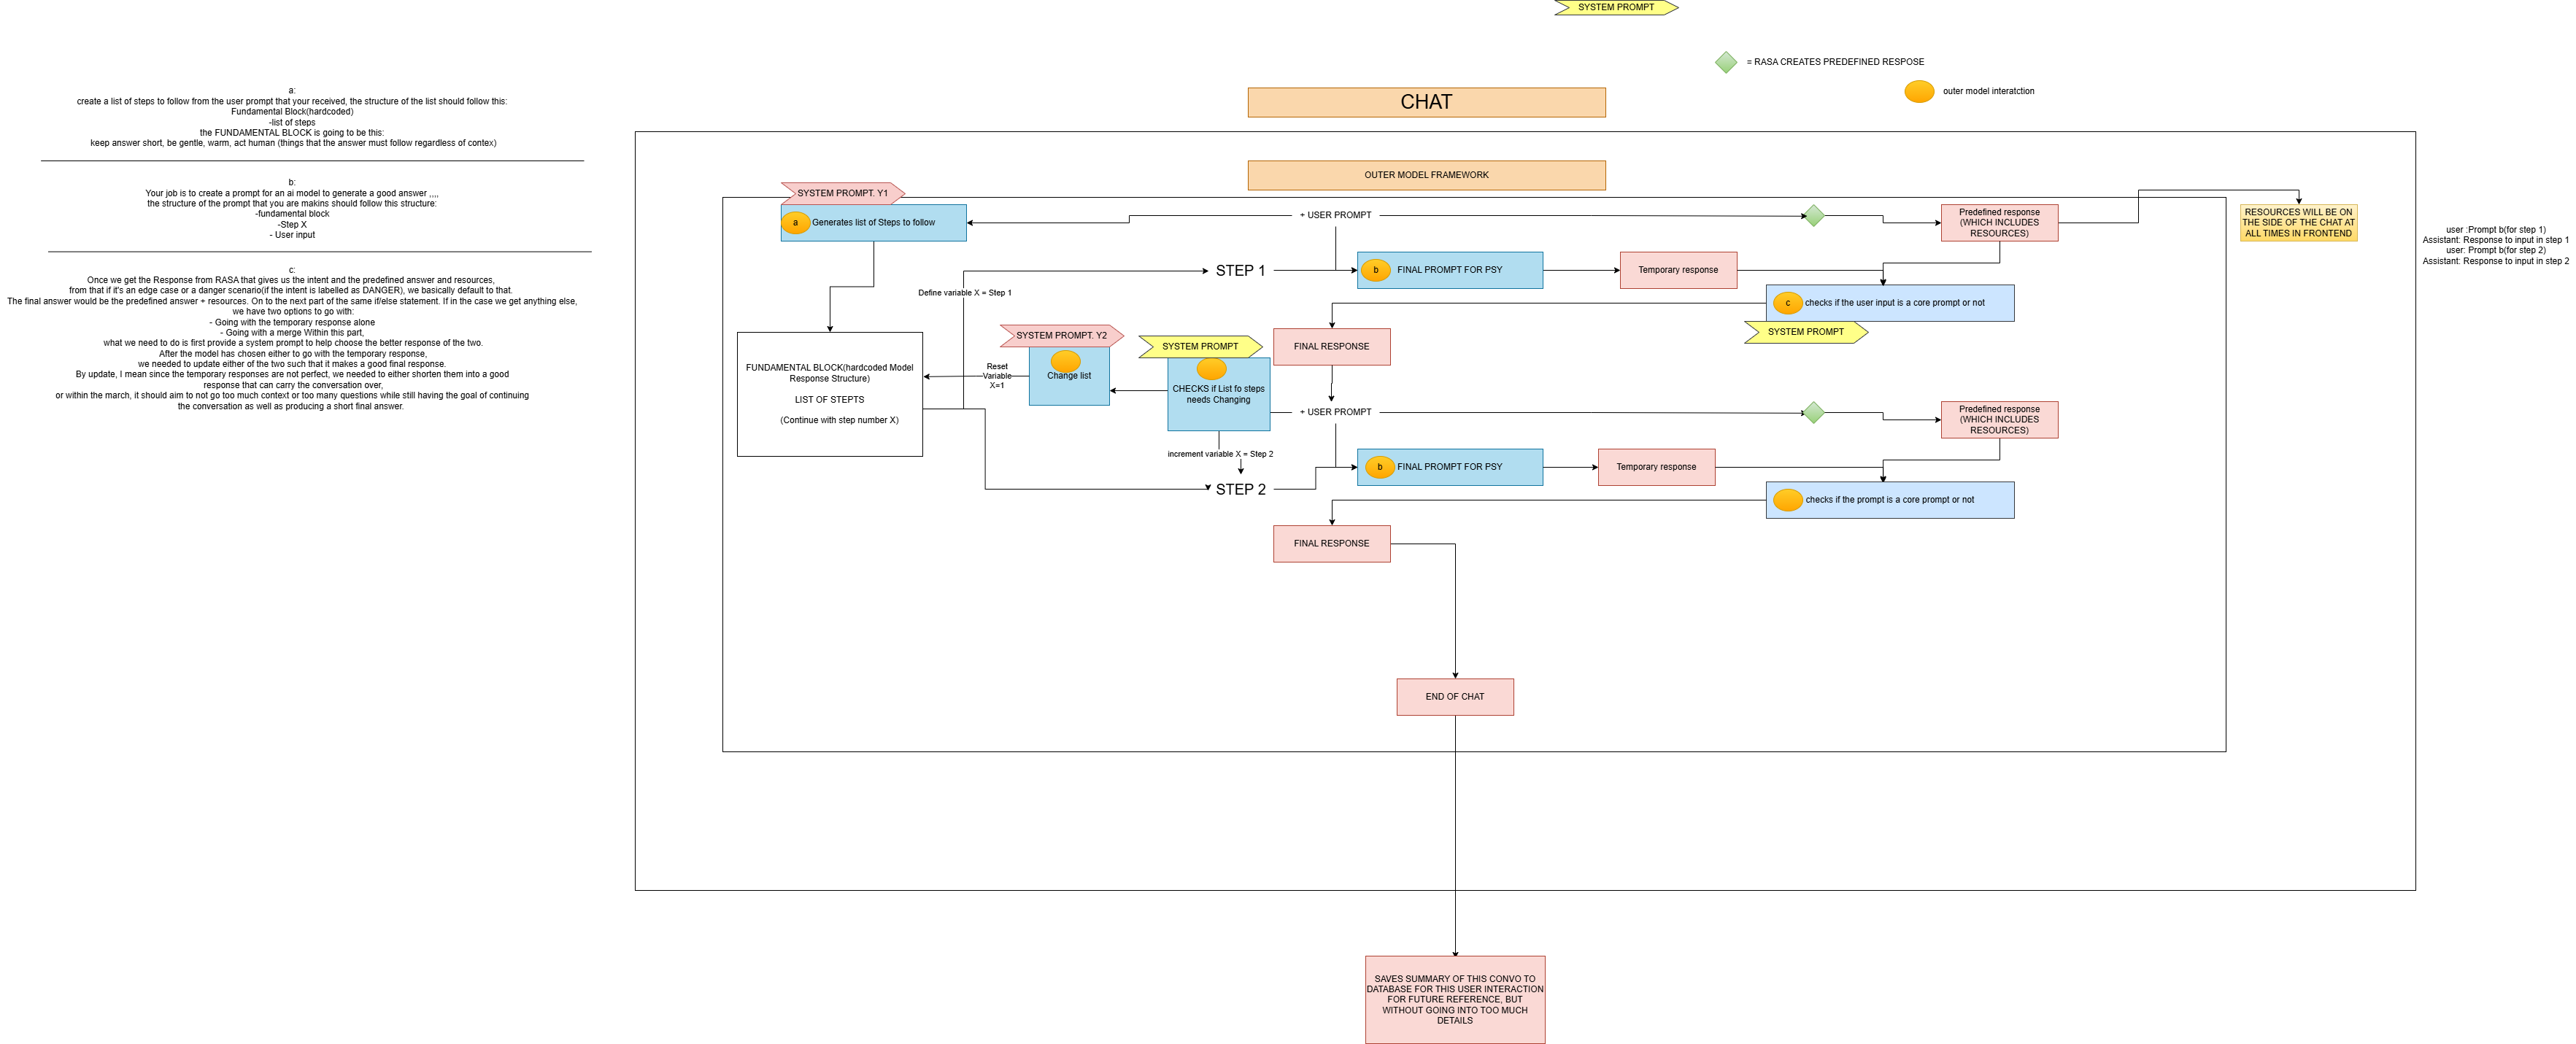 SYSTEM PROMPT
= RASA CREATES PREDEFINED RESPOSE
outer model interatction
CHAT
a:
create a list of steps to follow from the user prompt that your received, the structure of the list should follow this:
Fundamental Block(hardcoded)
-list of steps
the FUNDAMENTAL BLOCK is going to be this:
keep answer short, be gentle, warm, act human (things that the answer must follow regardless of contex)
b:
Your job is to create a prompt for an ai model to generate a good answer ,,,,
the structure of the prompt that you are makins should follow this structure:
-fundamental block
-Step X
- User input
c:
Once we get the Response from RASA that gives us the intent and the predefined answer and resources,
from that if it's an edge case or a danger scenario(if the intent is labelled as DANGER), we basically default to that.
The final answer would be the predefined answer + resources. On to the next part of the same if/else statement. If in the case we get anything else,
we have two options to go with:
- Going with the temporary response alone
- Going with a merge Within this part,
what we need to do is first provide a system prompt to help choose the better response of the two.
After the model has chosen either to go with the temporary response,
we needed to update either of the two such that it makes a good final response.
By update, I mean since the temporary responses are not perfect, we needed to either shorten them into a good
response that can carry the conversation over,
or within the march, it should aim to not go too much context or too many questions while still having the goal of continuing
the conversation as well as producing a short final answer.
OUTER MODEL FRAMEWORK
SYSTEM PROMPT. Y1
a
Generates list of Steps to follow
+ USER PROMPT
Predefined response
(WHICH INCLUDES
RESOURCES)
RESOURCES WILL BE ON
THE SIDE OF THE CHAT AT
ALL TIMES IN FRONTEND
user :Prompt b(for step 1)
Assistant: Response to input in step 1
user: Prompt b(for step 2)
Assistant: Response to input in step 2
STEP 1
b
FINAL PROMPT FOR PSY
Temporary response
Define variable X = Step 1
c
checks if the user input is a core prompt or not
SYSTEM PROMPT
SYSTEM PROMPT. Y2
SYSTEM PROMPT
FINAL RESPONSE
FUNDAMENTAL BLOCK(hardcoded Model
Response Structure)
LIST OF STEPTS
(Continue with step number X)
Reset
Variable
X=1
Change list
CHECKS if List fo steps
needs Changing
+ USER PROMPT
Predefined response
(WHICH INCLUDES
RESOURCES)
increment variable X = Step 2
STEP 2
b
FINAL PROMPT FOR PSY
Temporary response
checks if the prompt is a core prompt or not
FINAL RESPONSE
END OF CHAT
SAVES SUMMARY OF THIS CONVO TO
DATABASE FOR THIS USER INTERACTION
FOR FUTURE REFERENCE, BUT
WITHOUT GOING INTO TOO MUCH
DETAILS